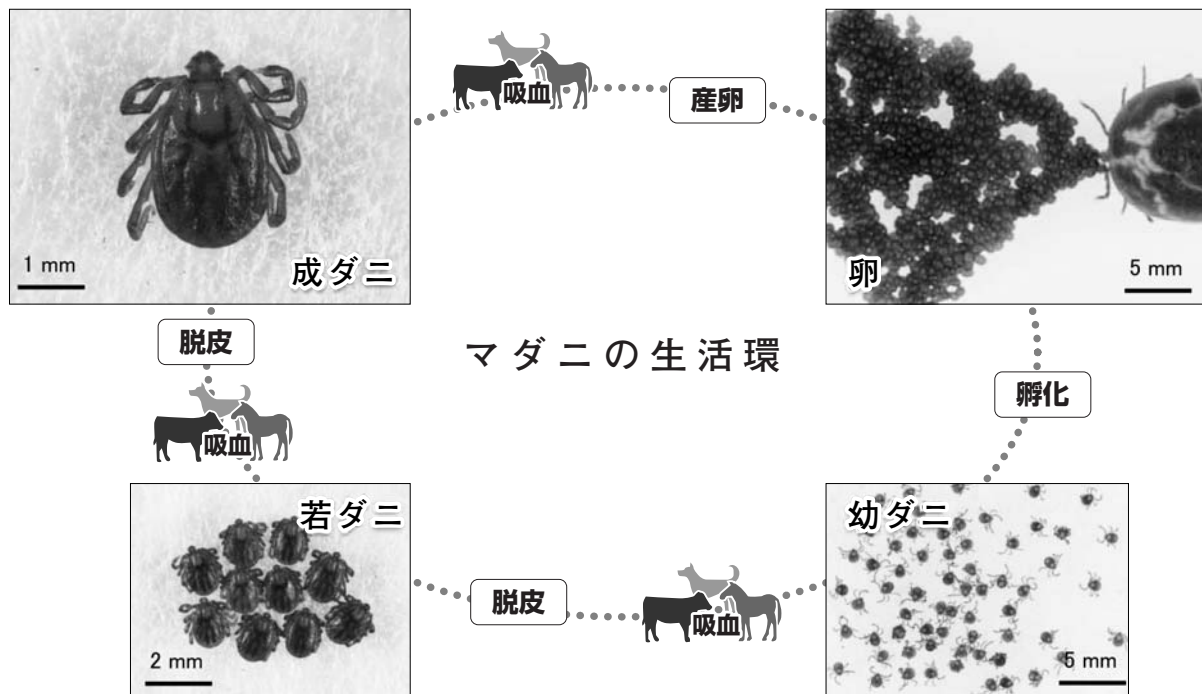 吸血
産卵
1 mm
成ダニ
卵
5 mm
脱皮
マダニの生活環
孵化
吸血
若ダニ
幼ダニ
2 mm
脱皮
吸血
5 mm